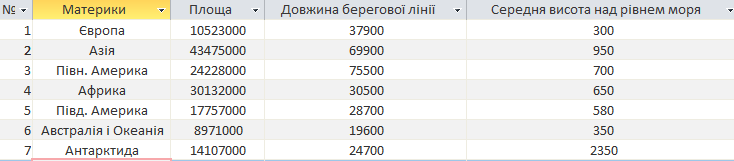 № Материки Площа Довжина берегової лінії Середня висота над рівнем моря
1 Європа 10523000 37900 300
2 Азія 43475000 69900 950
3 Півн. Америка 24228000 75500 700
4 Африка 30132000 30500 650
5 Півд. Америка 17757000 28700 580
6 Австралія і Океанія 8971000 19600 350
7 Антарктида 14107000 24700 2350